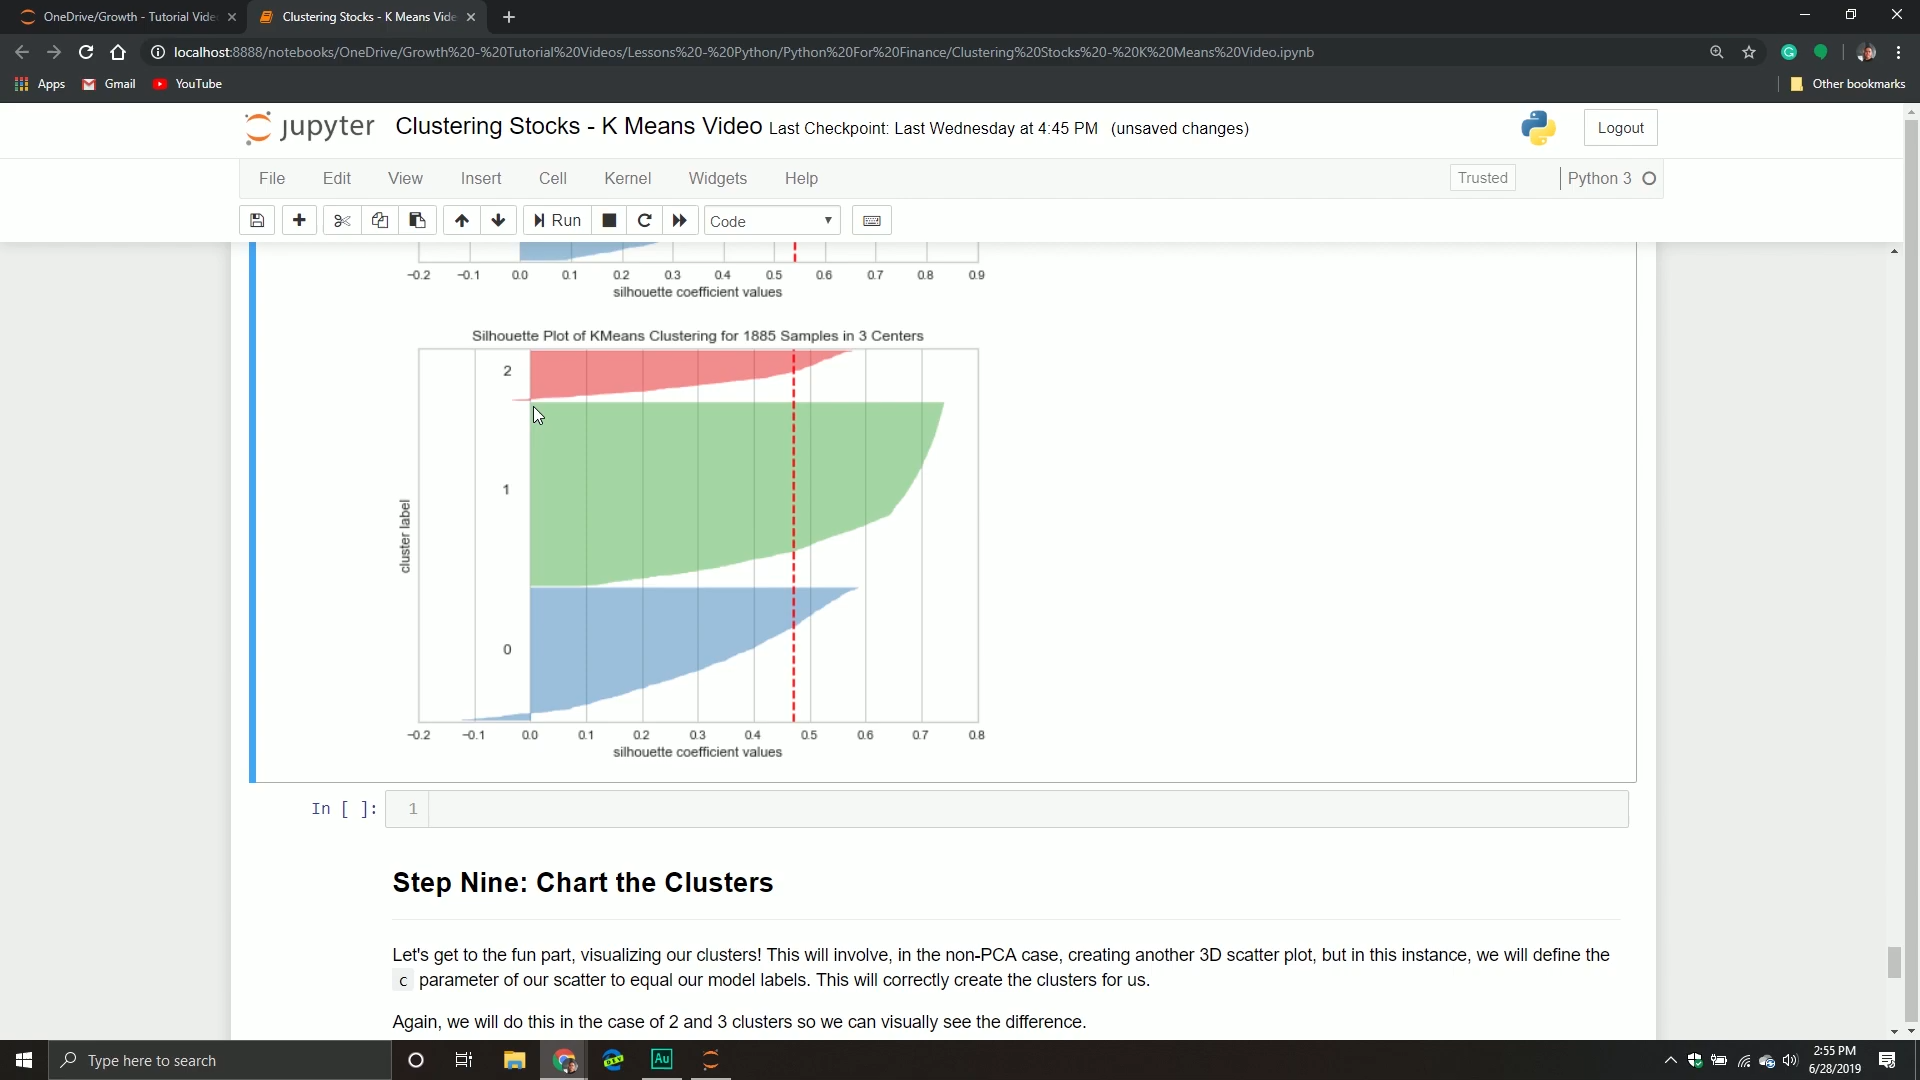 OneDrive/Growth - Tutorial Vide
Clustering Stocks - K Means Vide
localhost:8888/notebooks/OneDrive/Growth%20-%20Tutorial%20Videos/Lessons%20-%20Python/Python%20For%20Finance/Clustering%20Stocks%20-%20K%20Means%20Video.ipynb
Apps Gmail YouTube Other bookmarks
jupyter Clustering Stocks - K Means Video Last Checkpoint: Last Wednesday at 4:45 PM (unsaved changes) Logout
File Edit View Insert Cell Kernel Widgets Help Trusted Python 3
Run Code
−0.2 −0.1 0.0 0.1 0.2 0.3 0.4 0.5 0.6 0.7 0.8 0.9
silhouette coefficient values
Silhouette Plot of KMeans Clustering for 1885 Samples in 3 Centers
2
1
cluster label
0
−0.2 −0.1 0.0 0.1 0.2 0.3 0.4 0.5 0.6 0.7 0.8
silhouette coefficient values
In [ ]: 1
Step Nine: Chart the Clusters
Let's get to the fun part, visualizing our clusters! This will involve, in the non-PCA case, creating another 3D scatter plot, but in this instance, we will define the
c parameter of our scatter to equal our model labels. This will correctly create the clusters for us.
Again, we will do this in the case of 2 and 3 clusters so we can visually see the difference.
Type here to search
DEV
Au
2:55 PM
6/28/2019